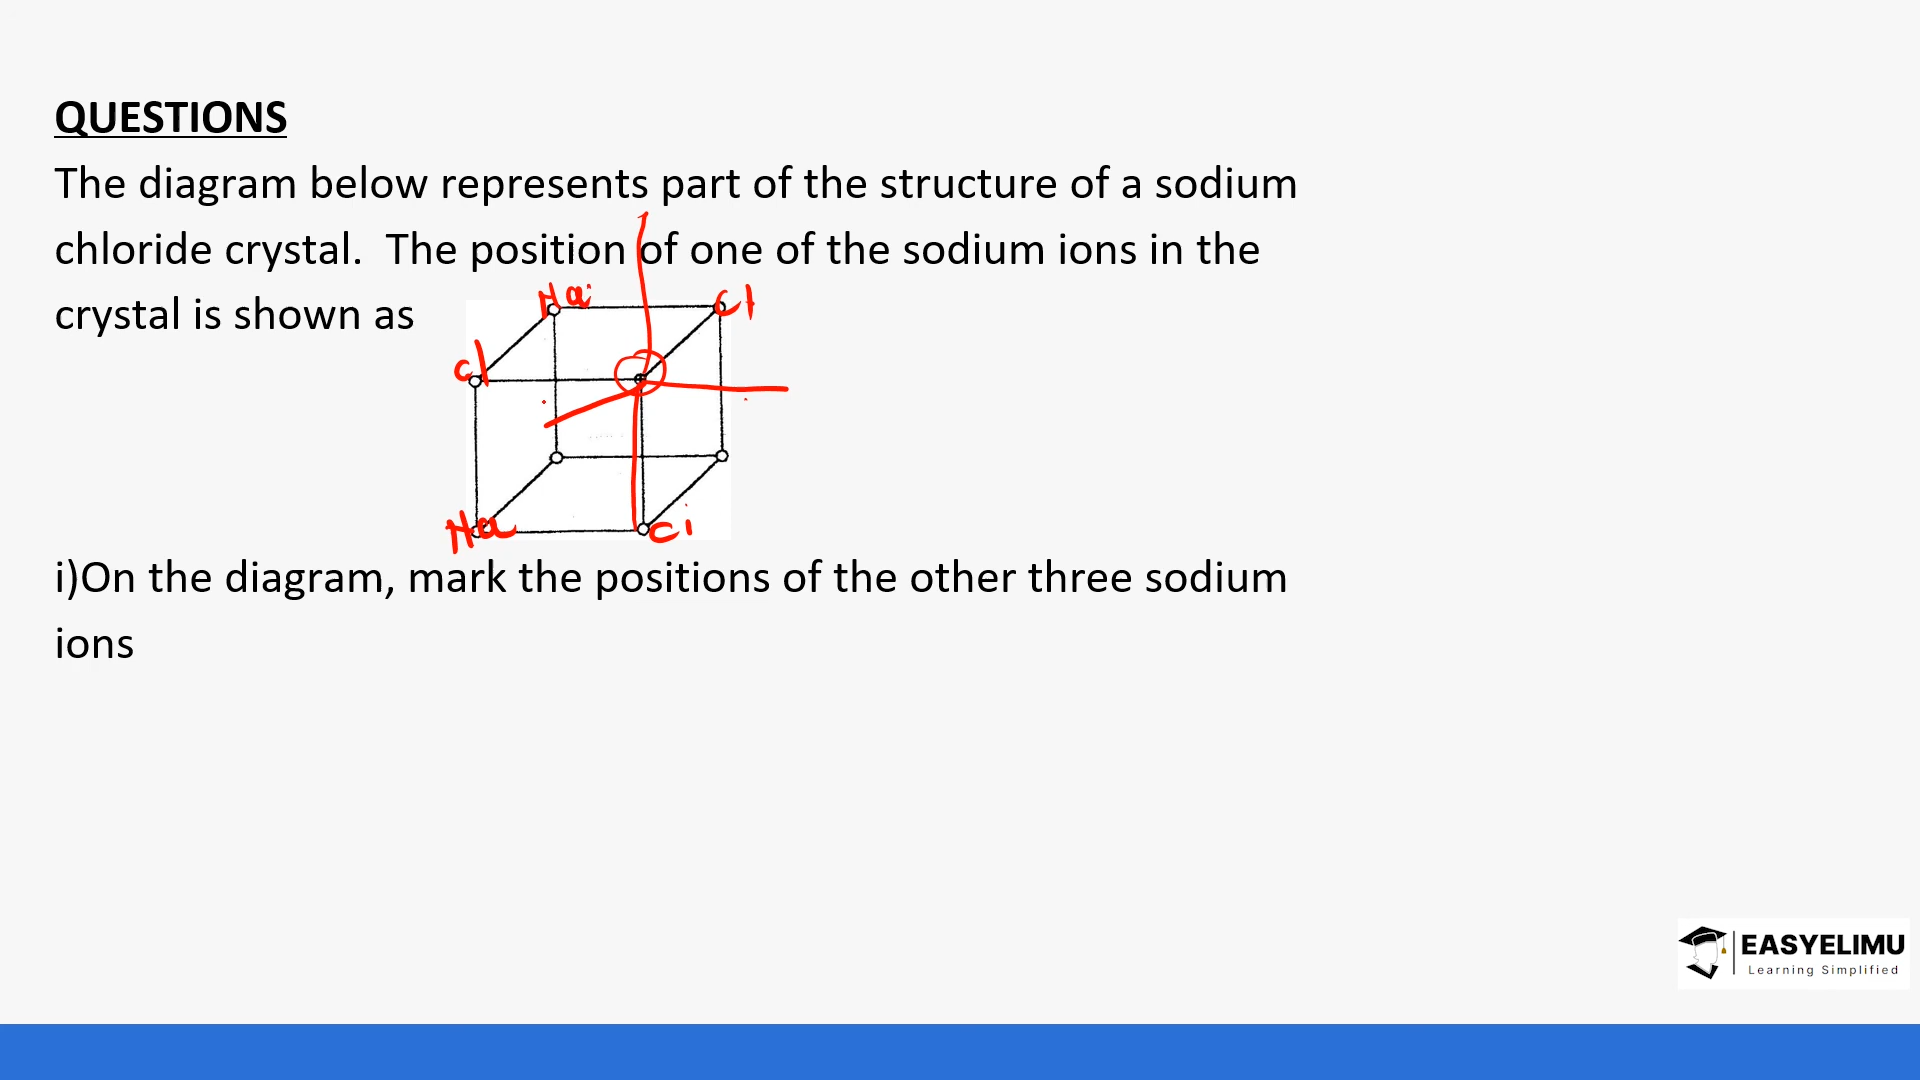 QUESTIONS
The diagram below represents part of the structure of a sodium
chloride crystal.  The position of one of the sodium ions in the
crystal is shown as
Na
Cl
Cl
Na
Cl
i)On the diagram, mark the positions of the other three sodium
ions
EASYELIMU
Learning Simplified